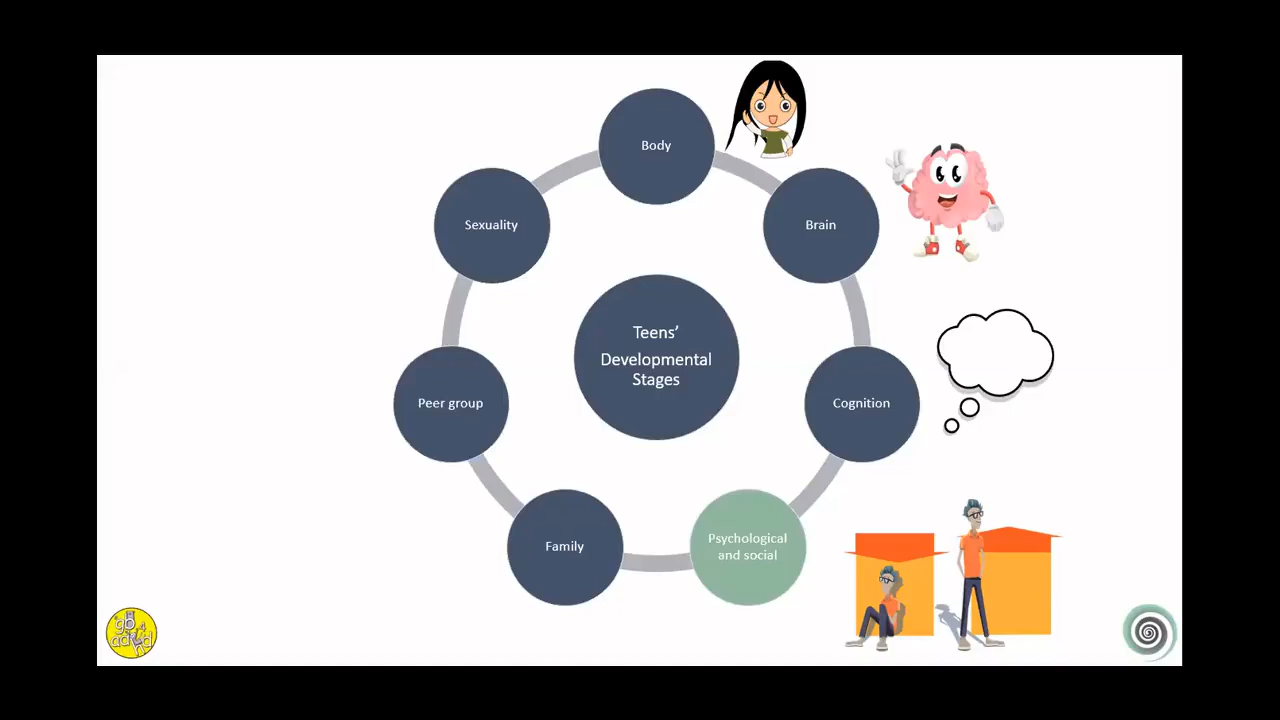 Body
Brain
Cognition
Psychological
and social
Family
Peer group
Sexuality
Teens’
Developmental
Stages